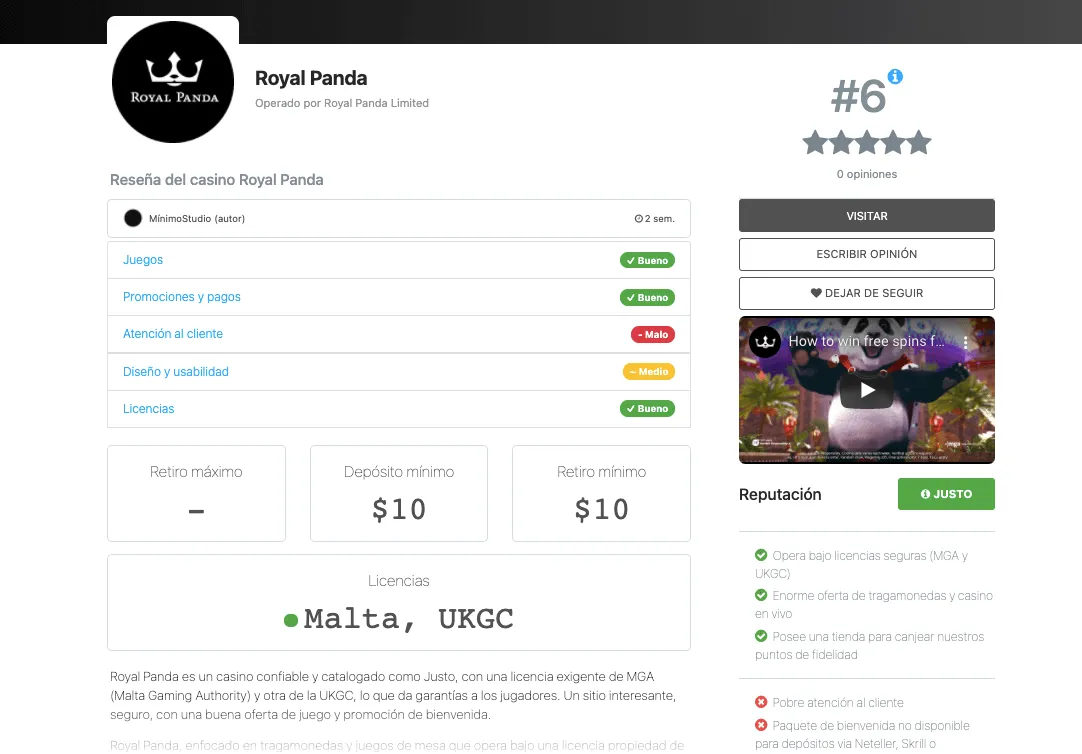 ROYAL PANDA
Royal Panda
Operado por Royal Panda Limited
#6
0 opiniones
Reseña del casino Royal Panda
MínimoStudio (autor)
2 sem.
Juegos
Bueno
Promociones y pagos
Bueno
Atención al cliente
- Malo
Diseño y usabilidad
~ Medio
Licencias
Bueno
Retiro máximo
–
Depósito mínimo
$10
Retiro mínimo
$10
Licencias
Malta, UKGC
Royal Panda es un casino confiable y catalogado como Justo, con una licencia exigente de MGA
(Malta Gaming Authority) y otra de la UKGC, lo que da garantías a los jugadores. Un sitio interesante,
seguro, con una buena oferta de juego y promoción de bienvenida.
Royal Panda, enfocado en tragamonedas y juegos de mesa que opera bajo una licencia propiedad de
VISITAR
ESCRIBIR OPINIÓN
DEJAR DE SEGUIR
How to win free spins f...
Reputación
JUSTO
Opera bajo licencias seguras (MGA y
UKGC)
Enorme oferta de tragamonedas y casino
en vivo
Posee una tienda para canjear nuestros
puntos de fidelidad
Pobre atención al cliente
Paquete de bienvenida no disponible
para depósitos via Neteller, Skrill o